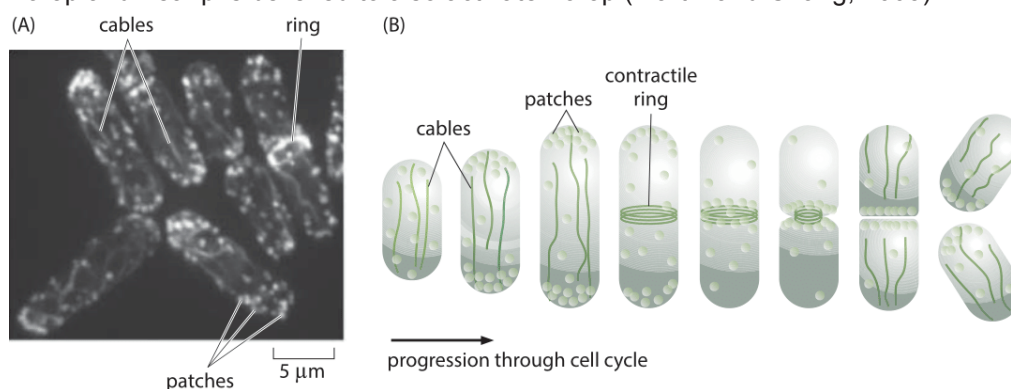 (A)
cables
ring
patches
5 μm
(B)
cables
patches
contractile
ring
progression through cell cycle